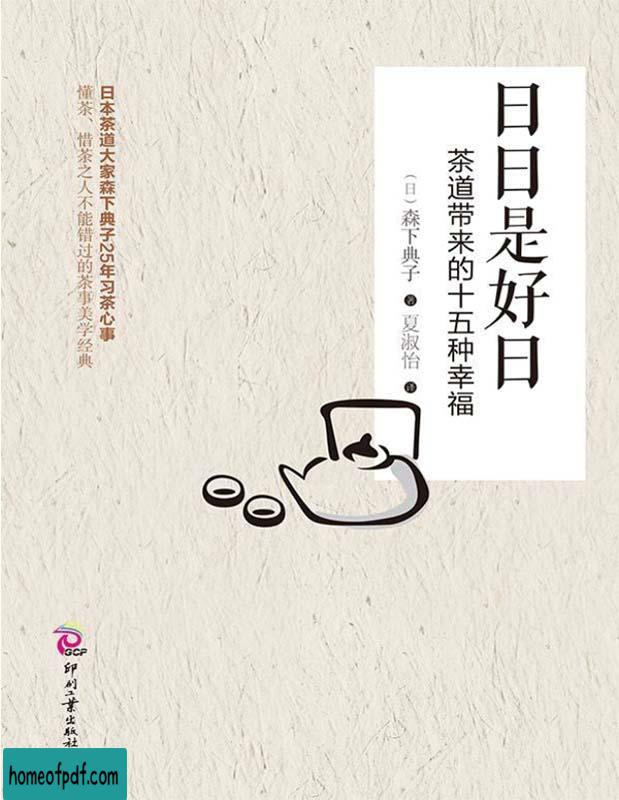 日日是好日
茶道带来的十五种幸福
（日）森下典子 著 夏淑怡 译
日本茶道大家森下典子25年习茶心事
懂茶、惜茶之人不能错过的茶事美学经典
GCP
印刷工业出版社
homeofpdf.com